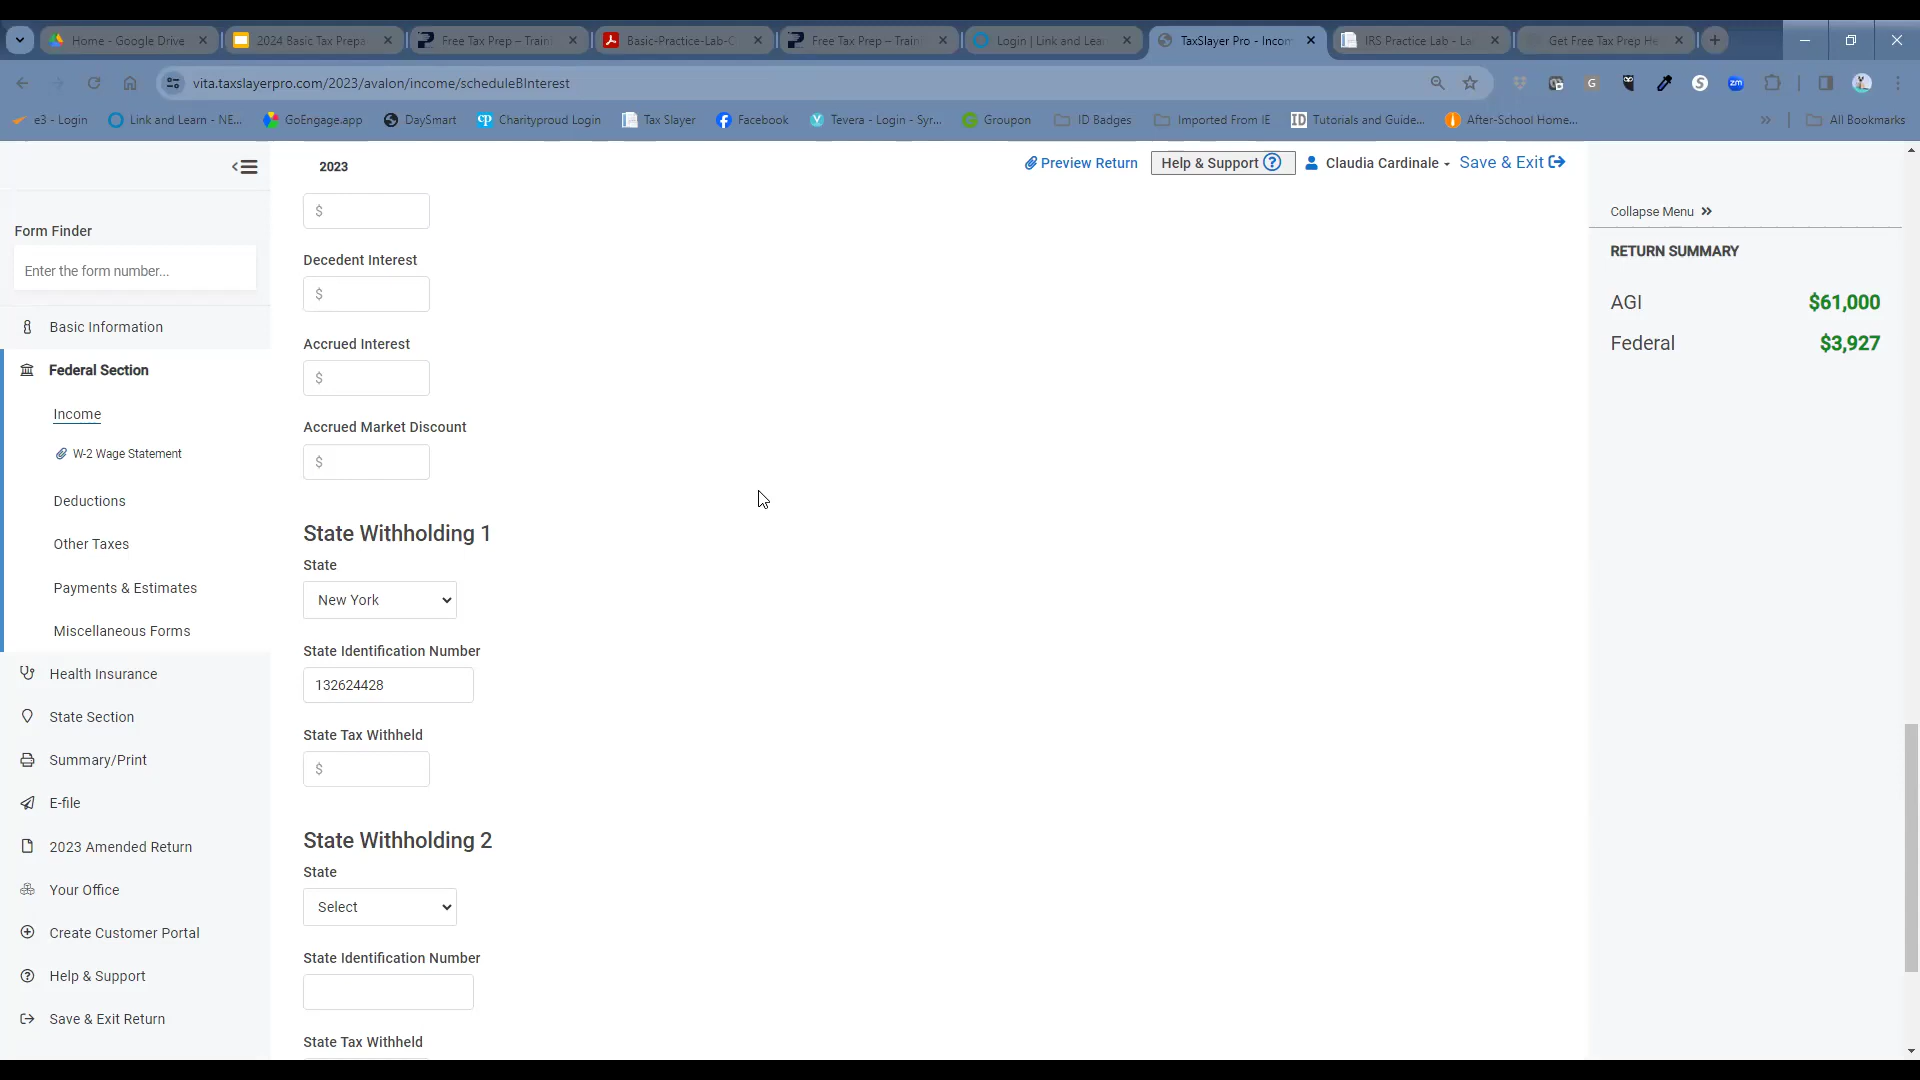 Home - Google Drive
2024 Basic Tax Prepa
Free Tax Prep – Traini
Basic-Practice-Lab-C
Free Tax Prep – Traini
Login | Link and Lear
TaxSlayer Pro - Incom
IRS Practice Lab - La
Get Free Tax Prep He
vita.taxslayerpro.com/2023/avalon/income/scheduleBInterest
e3 - Login
Link and Learn - NE...
GoEngage.app
DaySmart
Charityproud Login
Tax Slayer
Facebook
Tevera - Login - Syr...
Groupon
ID Badges
Imported From IE
Tutorials and Guide...
After-School Home...
All Bookmarks
2023
Preview Return
Help & Support
Claudia Cardinale
Save & Exit
Collapse Menu
RETURN SUMMARY
AGI $61,000
Federal $3,927
Form Finder
Enter the form number...
Basic Information
Federal Section
Income
W-2 Wage Statement
Deductions
Other Taxes
Payments & Estimates
Miscellaneous Forms
Health Insurance
State Section
Summary/Print
E-file
2023 Amended Return
Your Office
Create Customer Portal
Help & Support
Save & Exit Return
$
Decedent Interest
$
Accrued Interest
$
Accrued Market Discount
$
State Withholding 1
State
New York
State Identification Number
132624428
State Tax Withheld
$
State Withholding 2
State
Select
State Identification Number
State Tax Withheld